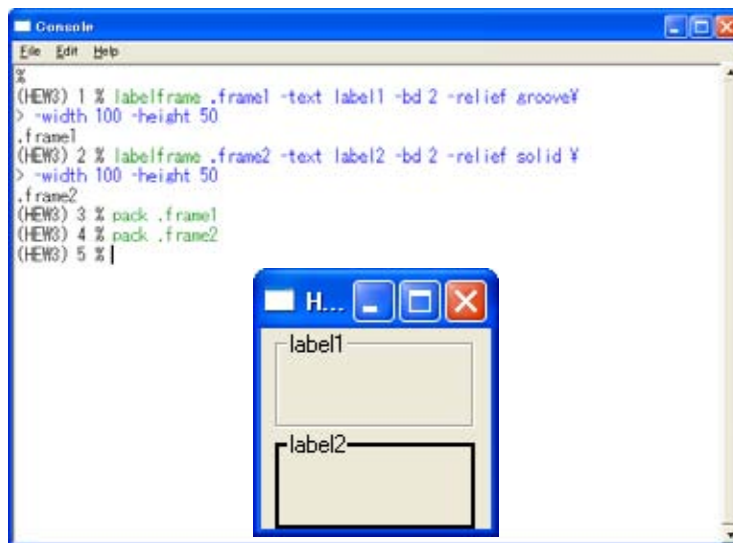 Console
File Edit Help
%
(HEW3) 1 % labelframe .frame1 -text label1 -bd 2 -relief groove¥
> -width 100 -height 50
.frame1
(HEW3) 2 % labelframe .frame2 -text label2 -bd 2 -relief solid ¥
> -width 100 -height 50
.frame2
(HEW3) 3 % pack .frame1
(HEW3) 4 % pack .frame2
(HEW3) 5 %
H...
label1
label2